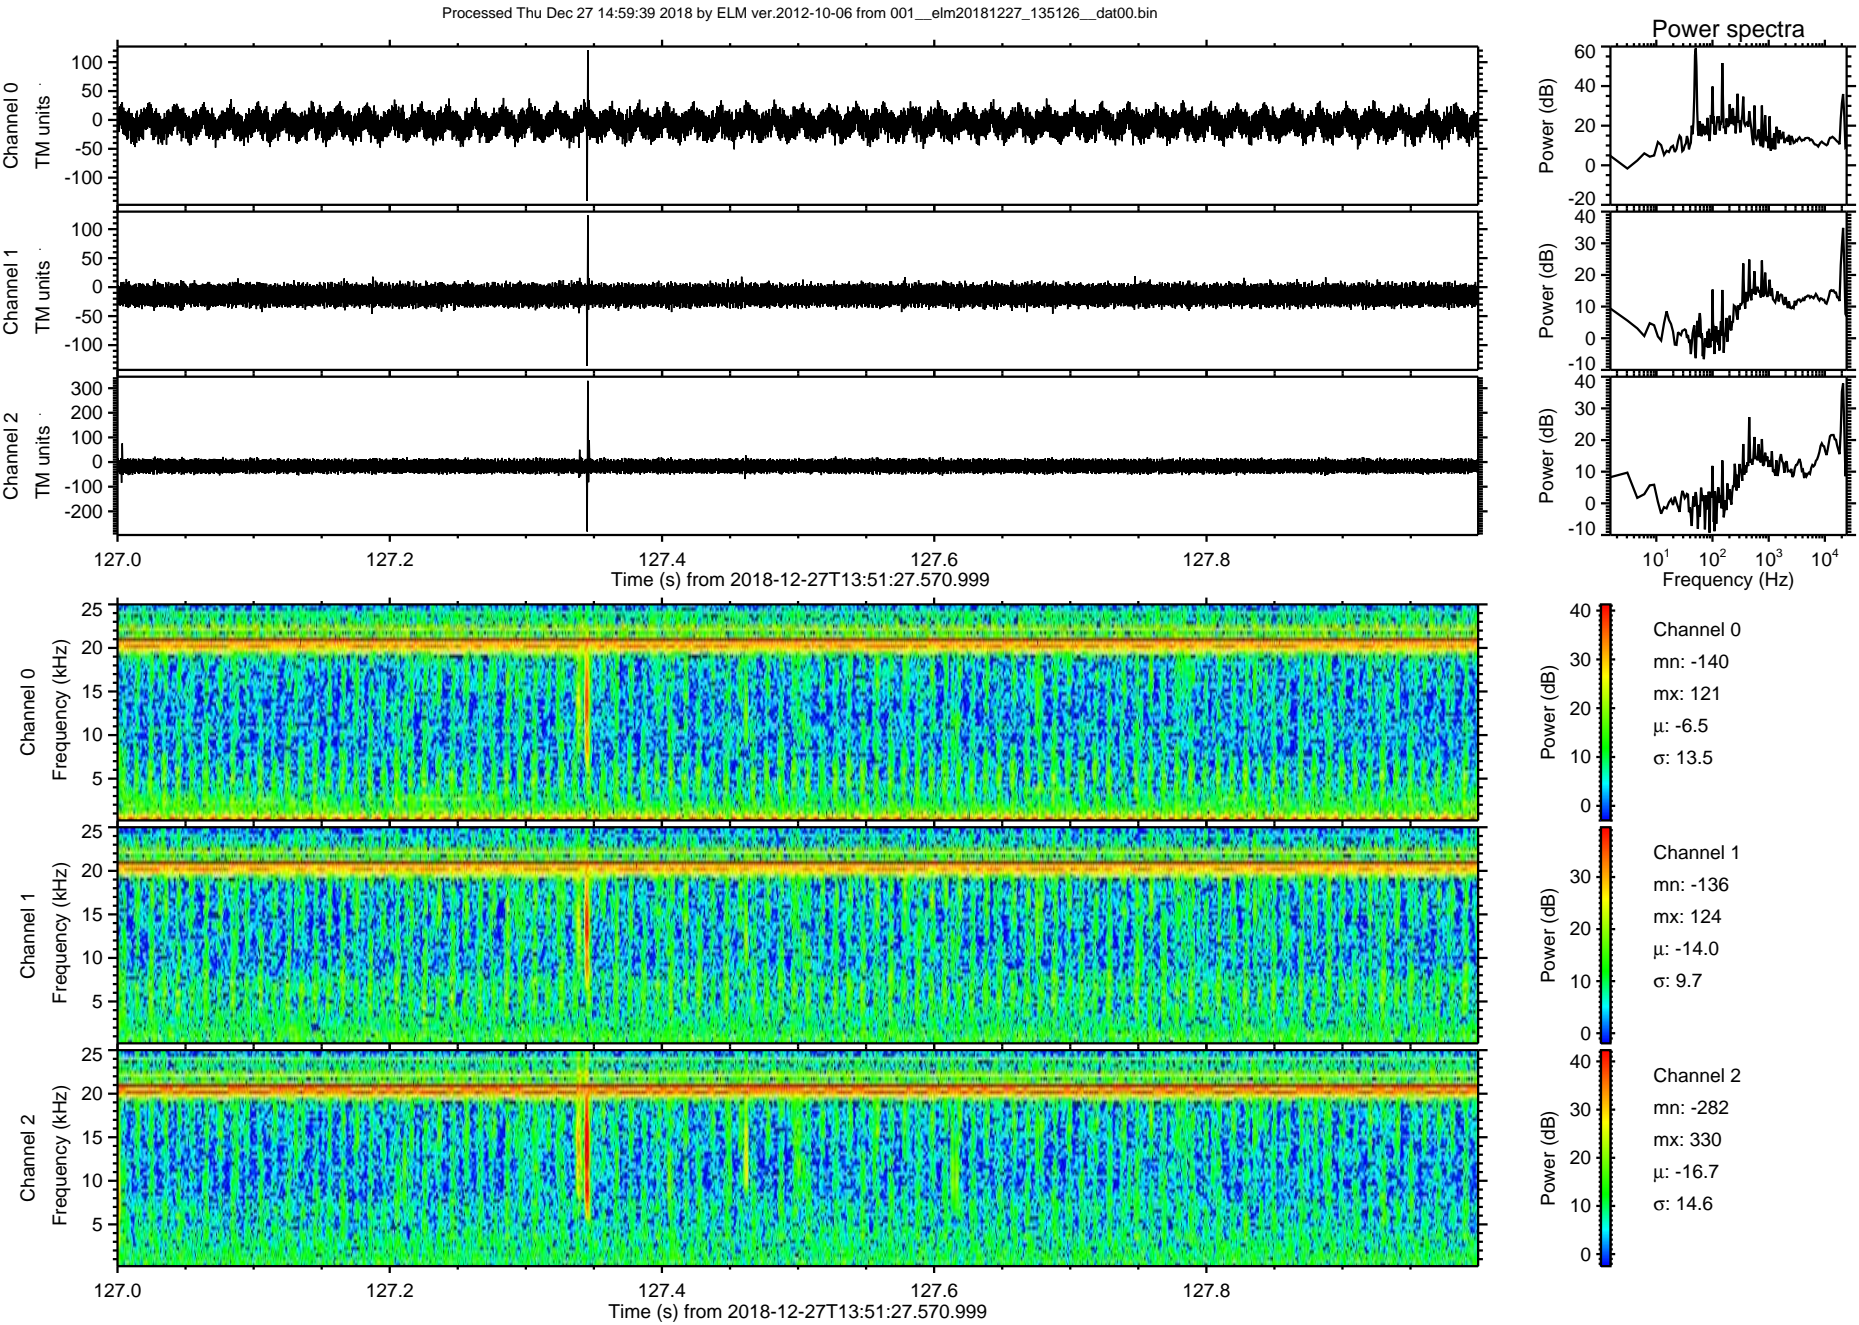 Processed Thu Dec 27 14:59:39 2018 by ELM ver.2012-10-06 from 001__elm20181227_135126__dat00.bin
Power spectra
Channel 0
TM units
100
50
0
-50
-100
Power (dB)
60
40
20
0
-20
Channel 1
TM units
100
50
0
-50
-100
Power (dB)
40
30
20
10
0
-10
Channel 2
TM units
300
200
100
0
-100
-200
Power (dB)
40
30
20
10
0
-10
127.0 127.2 127.4 127.6 127.8
Time (s) from 2018-12-27T13:51:27.570.999
10^1 10^2 10^3 10^4
Frequency (Hz)
Channel 0
Frequency (kHz)
25
20
15
10
5
Power (dB)
40
30
20
10
0
Channel 0
mn: -140
mx: 121
μ: -6.5
σ: 13.5
Channel 1
Frequency (kHz)
25
20
15
10
5
Power (dB)
30
20
10
0
Channel 1
mn: -136
mx: 124
μ: -14.0
σ: 9.7
Channel 2
Frequency (kHz)
25
20
15
10
5
Power (dB)
40
30
20
10
0
Channel 2
mn: -282
mx: 330
μ: -16.7
σ: 14.6
127.0 127.2 127.4 127.6 127.8
Time (s) from 2018-12-27T13:51:27.570.999